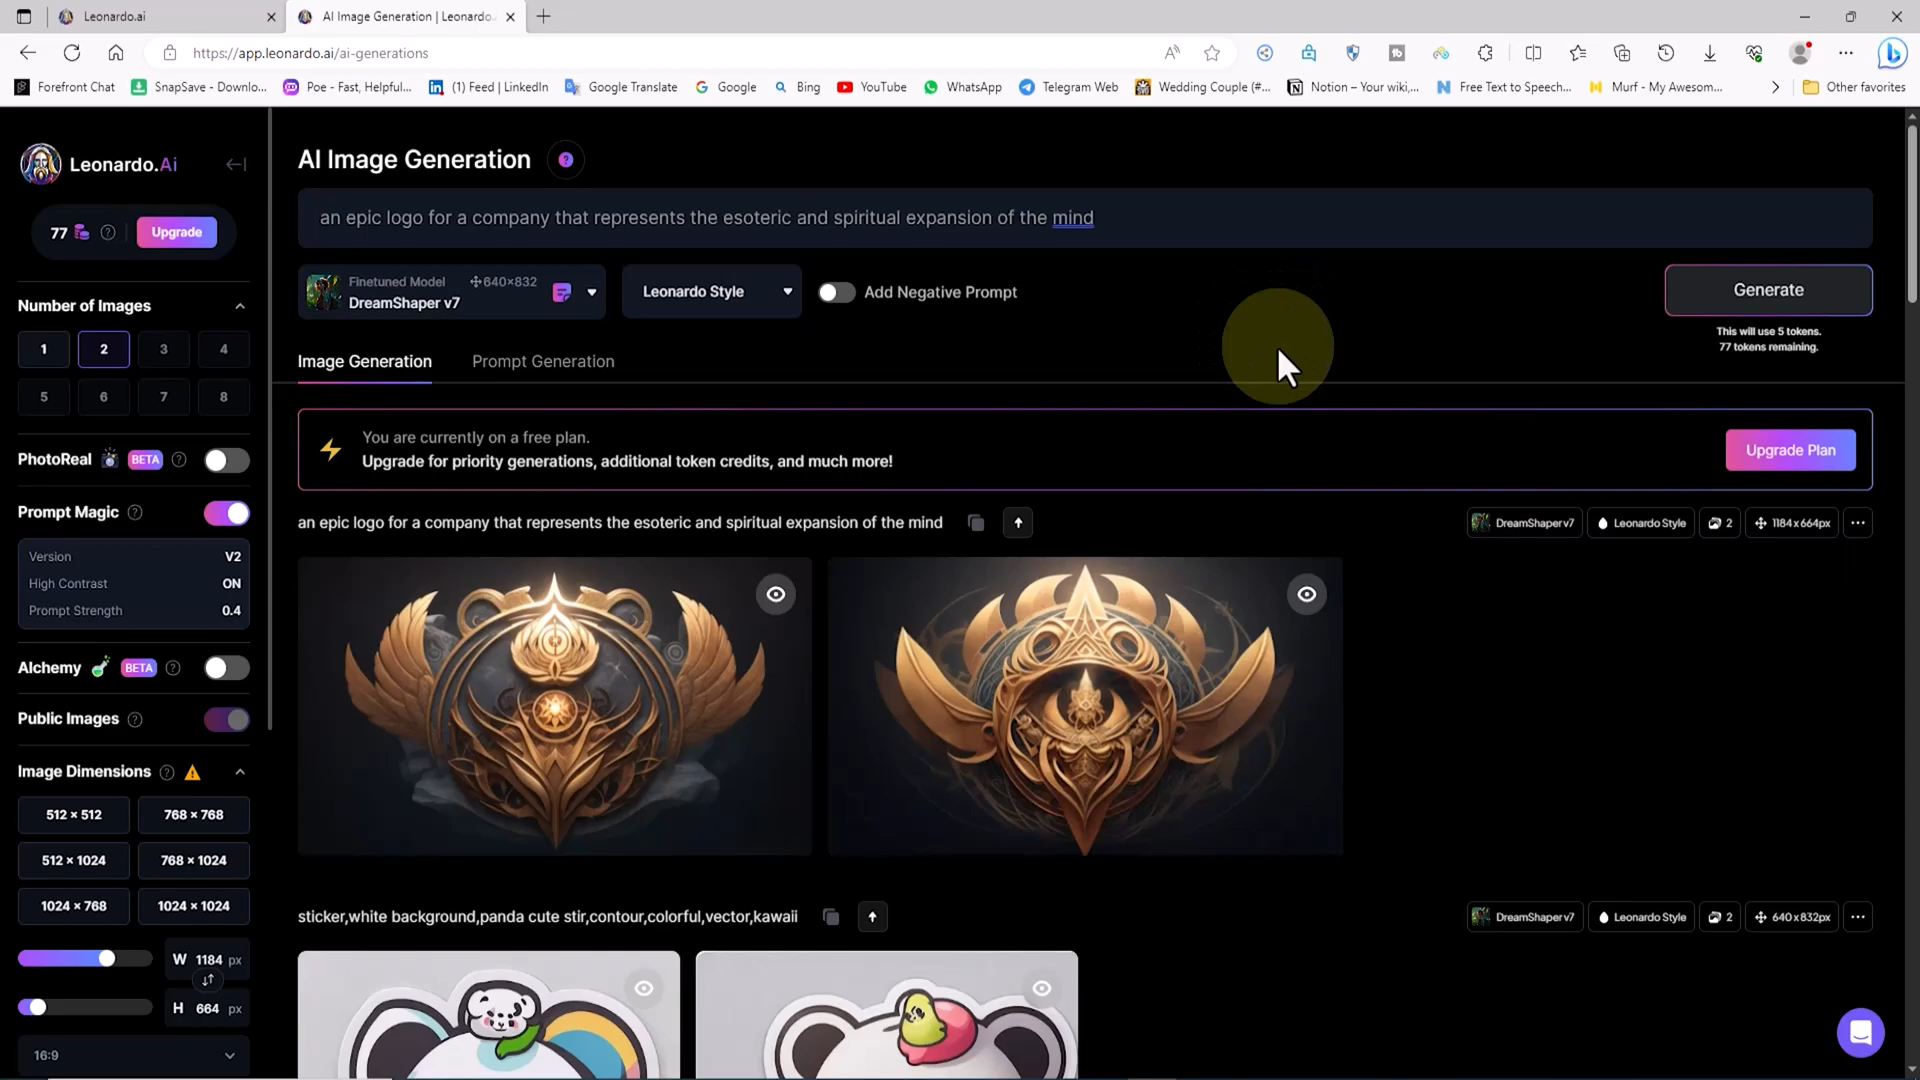 Leonardo.ai
AI Image Generation | Leonardo.
https://app.leonardo.ai/ai-generations
Forefront Chat
SnapSave - Downlo...
Poe - Fast, Helpful...
(1) Feed | LinkedIn
Google Translate
Google
Bing
YouTube
WhatsApp
Telegram Web
Wedding Couple (#...
Notion – Your wiki,...
Free Text to Speech...
Murf - My Awesom...
Other favorites
Leonardo.Ai
77
Upgrade
Number of Images
1 2 3 4
5 6 7 8
PhotoReal BETA
Prompt Magic
Version V2
High Contrast ON
Prompt Strength 0.4
Alchemy BETA
Public Images
Image Dimensions
512 × 512 768 × 768
512 × 1024 768 × 1024
1024 × 768 1024 × 1024
W 1184 px
H 664 px
16:9
AI Image Generation
an epic logo for a company that represents the esoteric and spiritual expansion of the mind
Finetuned Model 640×832
DreamShaper v7
Leonardo Style
Add Negative Prompt
Generate
This will use 5 tokens.
77 tokens remaining.
Image Generation
Prompt Generation
You are currently on a free plan.
Upgrade for priority generations, additional token credits, and much more!
Upgrade Plan
an epic logo for a company that represents the esoteric and spiritual expansion of the mind
DreamShaper v7 Leonardo Style 2 1184 x 664px
sticker,white background,panda cute stir,contour,colorful,vector,kawaii
DreamShaper v7 Leonardo Style 2 640 x 832px